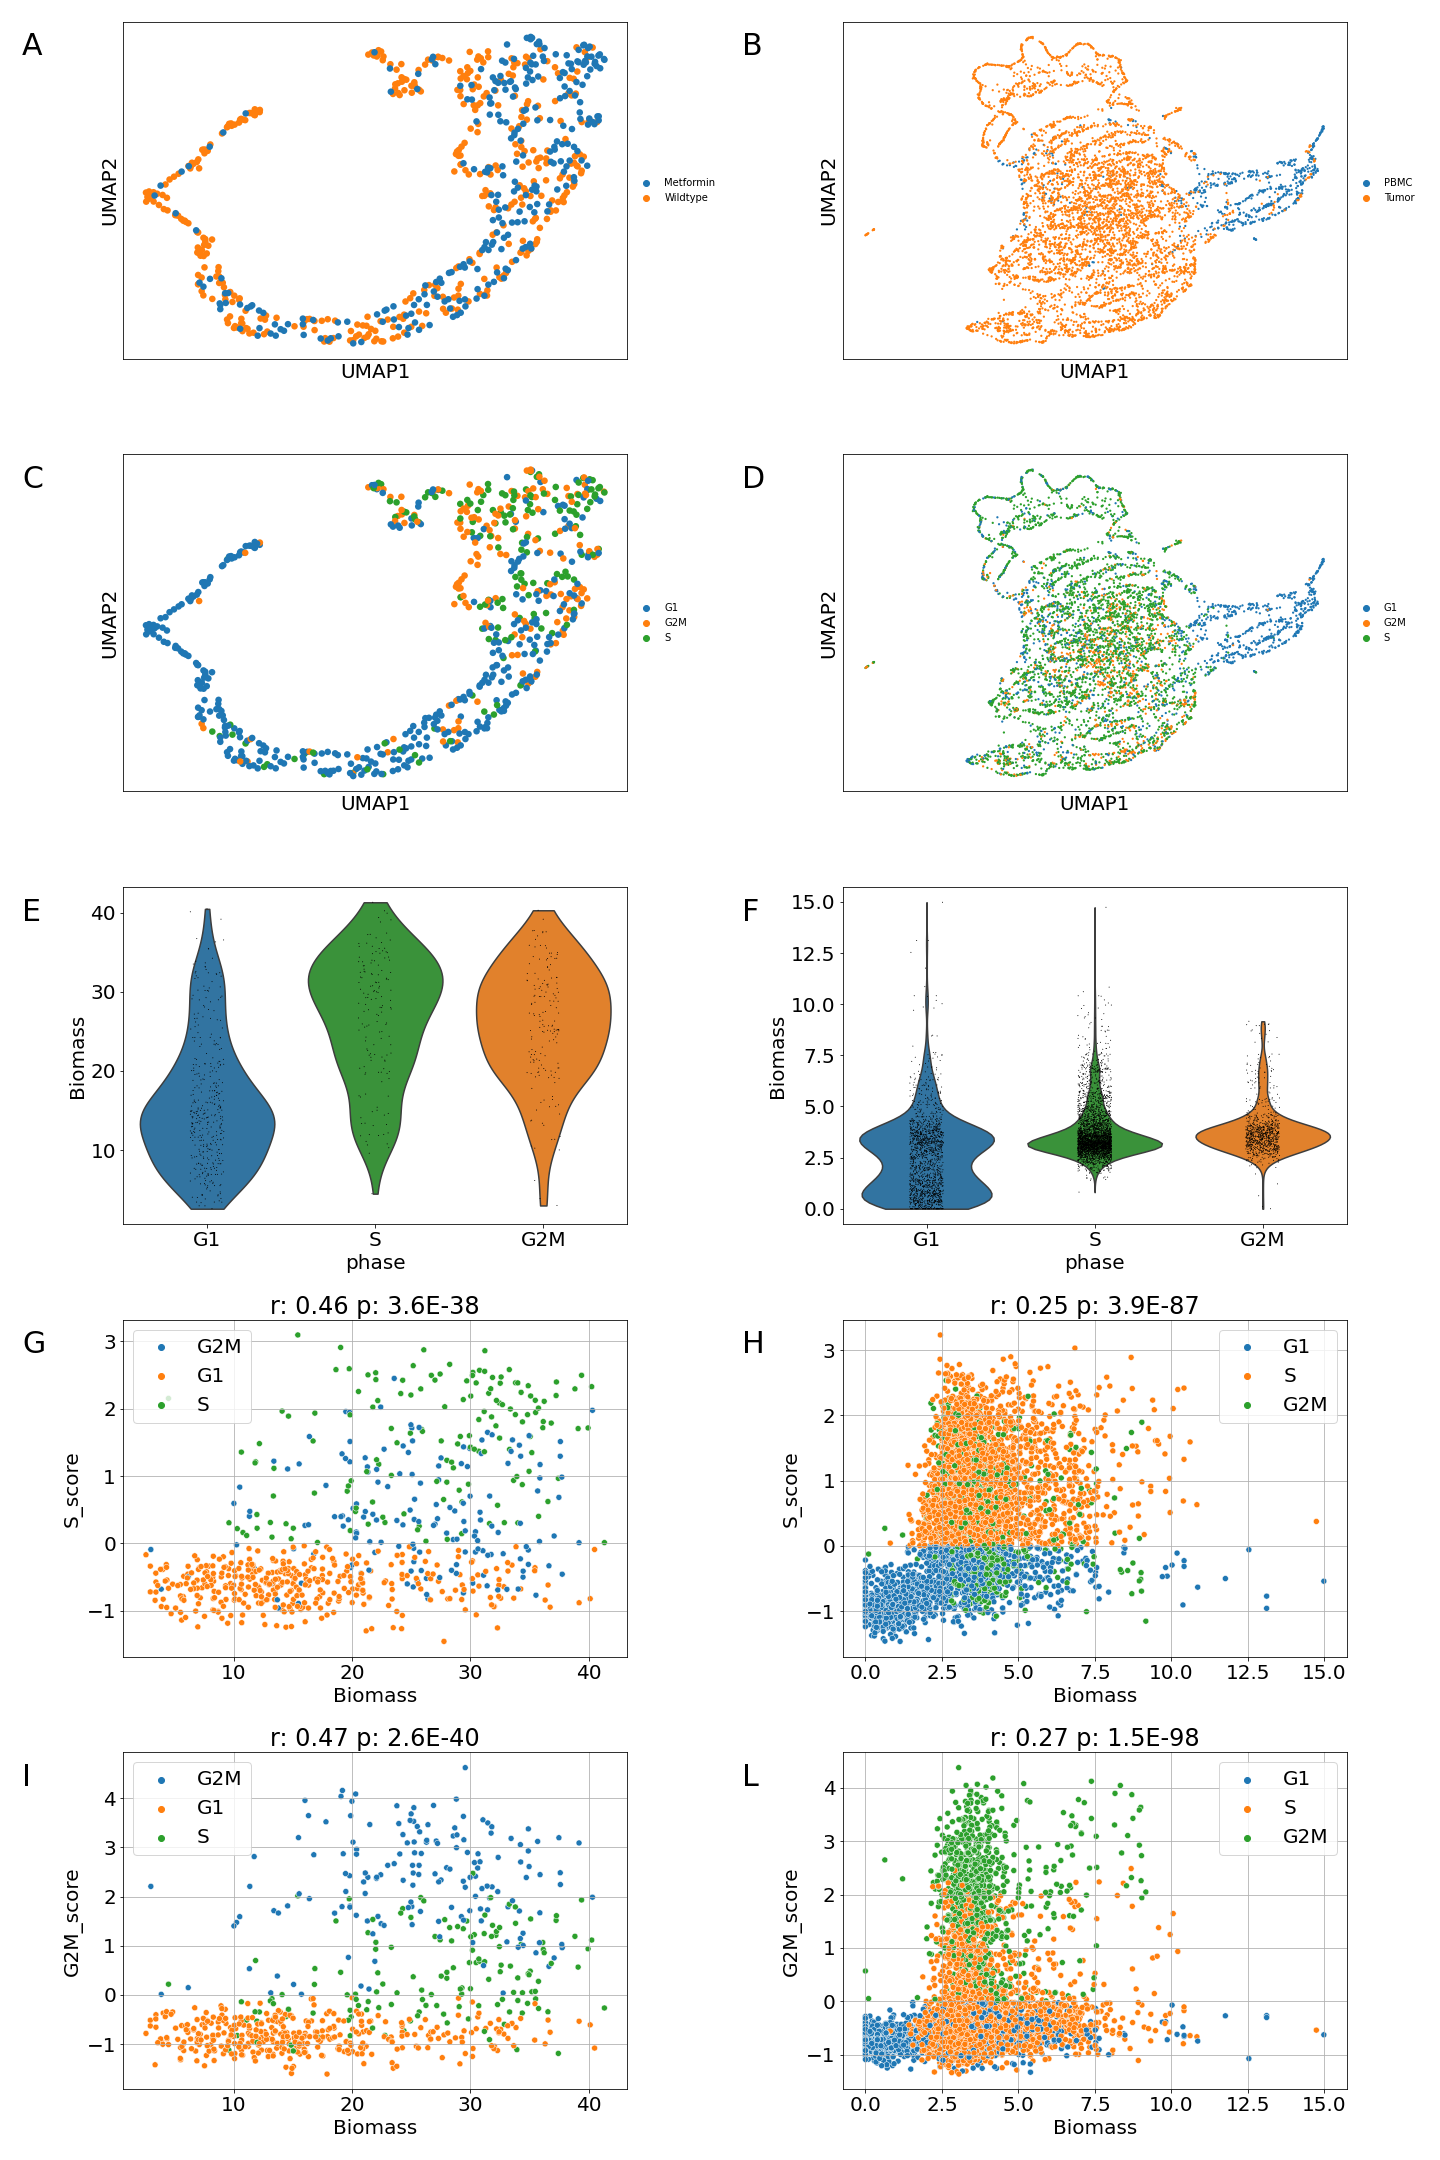 A
UMAP2
UMAP1
Metformin
Wildtype
B
UMAP2
UMAP1
PBMC
Tumor
C
UMAP2
UMAP1
G1
G2M
S
D
UMAP2
UMAP1
G1
G2M
S
E
Biomass
40
30
20
10
G1 S G2M
phase
F
Biomass
15.0
12.5
10.0
7.5
5.0
2.5
0.0
G1 S G2M
phase
r: 0.46 p: 3.6E-38
G
S_score
3
2
1
0
−1
G2M
G1
S
10 20 30 40
Biomass
r: 0.25 p: 3.9E-87
H
S_score
3
2
1
0
−1
G1
S
G2M
0.0 2.5 5.0 7.5 10.0 12.5 15.0
Biomass
r: 0.47 p: 2.6E-40
I
G2M_score
4
3
2
1
0
−1
G2M
G1
S
10 20 30 40
Biomass
r: 0.27 p: 1.5E-98
L
G2M_score
4
3
2
1
0
−1
G1
S
G2M
0.0 2.5 5.0 7.5 10.0 12.5 15.0
Biomass